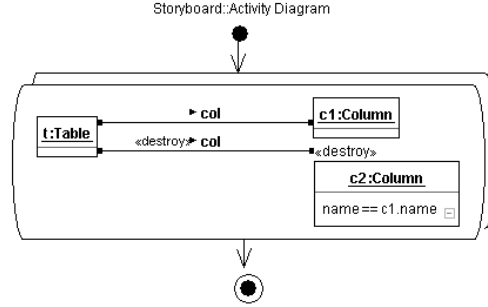 Storyboard::Activity Diagram
col
c1:Column
t:Table
«destroy» col
«destroy»
c2:Column
name == c1.name